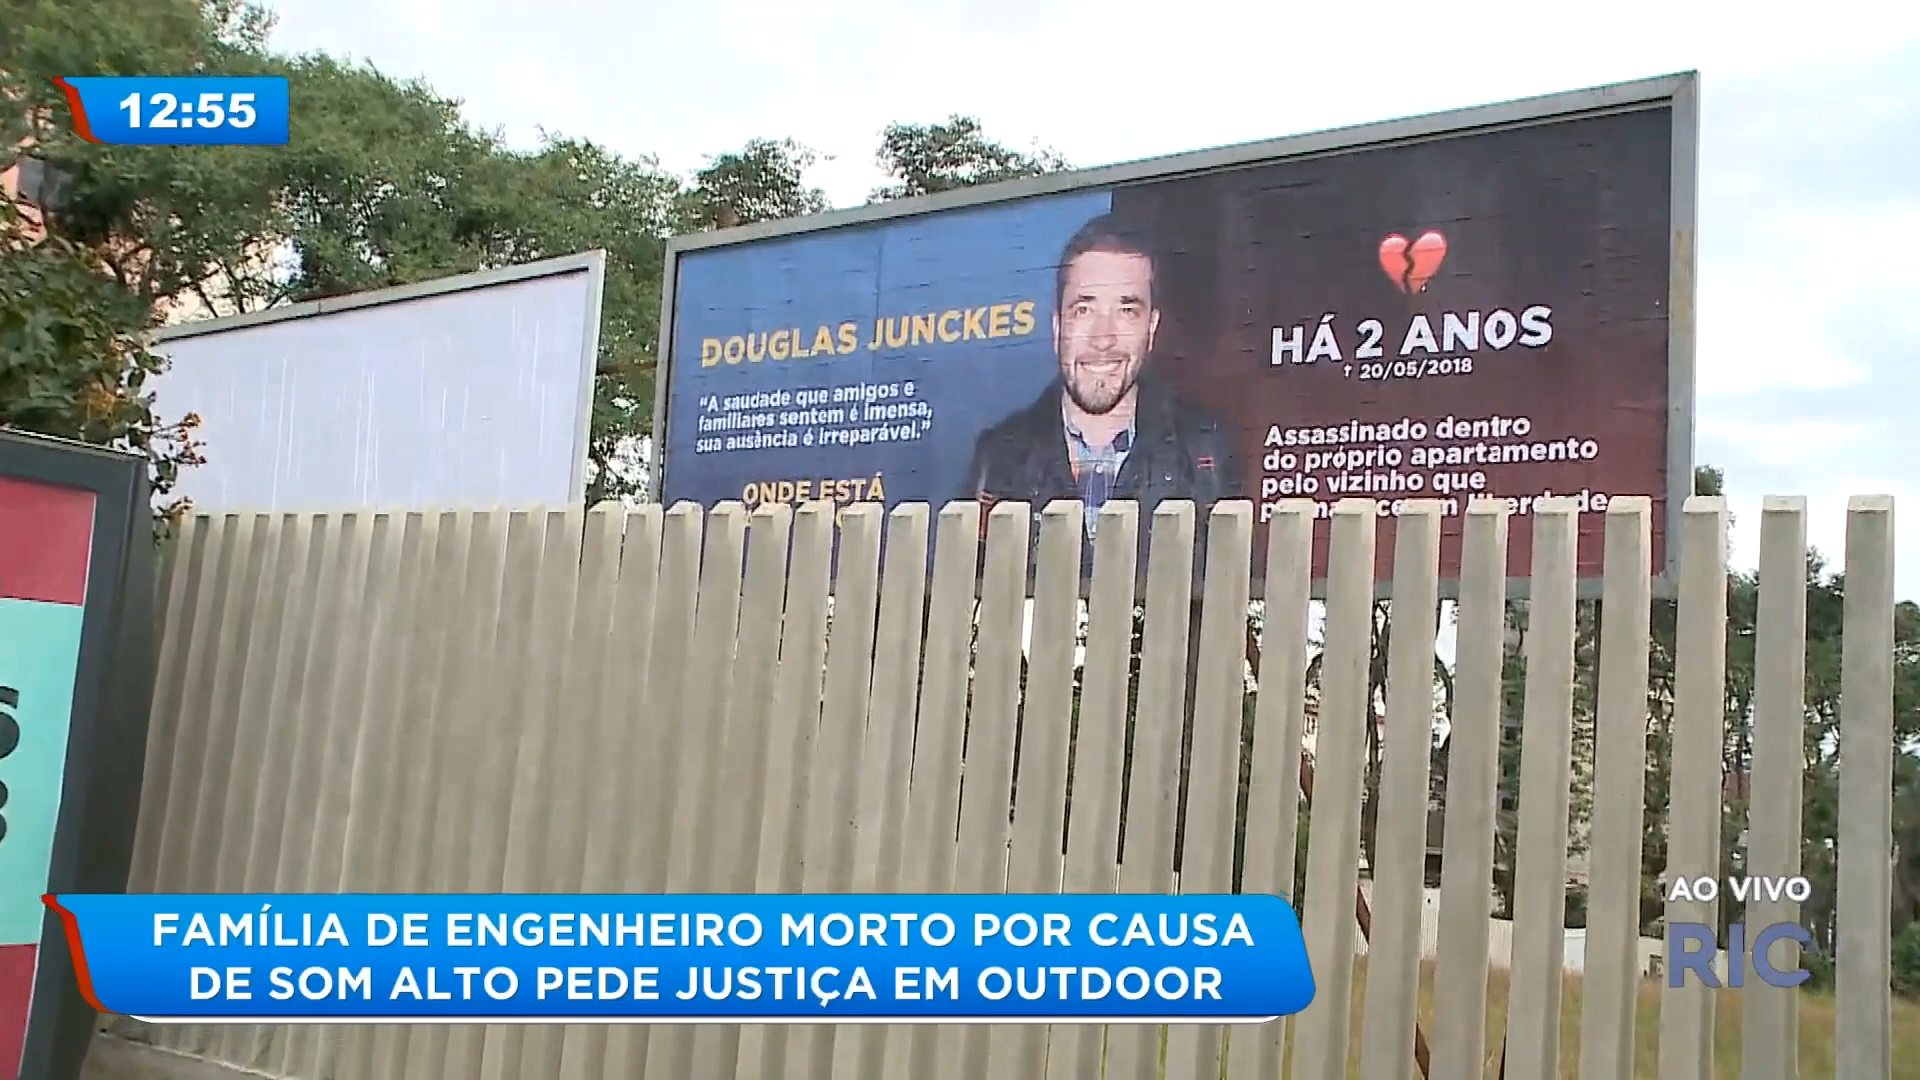 12:55
DOUGLAS JUNCKES
"A saudade que amigos e
familiares sentem é imensa,
sua ausência é irreparável."
ONDE ESTÁ
HÁ 2 ANOS
† 20/05/2018
Assassinado dentro
do próprio apartamento
pelo vizinho que
FAMÍLIA DE ENGENHEIRO MORTO POR CAUSA
DE SOM ALTO PEDE JUSTIÇA EM OUTDOOR
AO VIVO
RIC